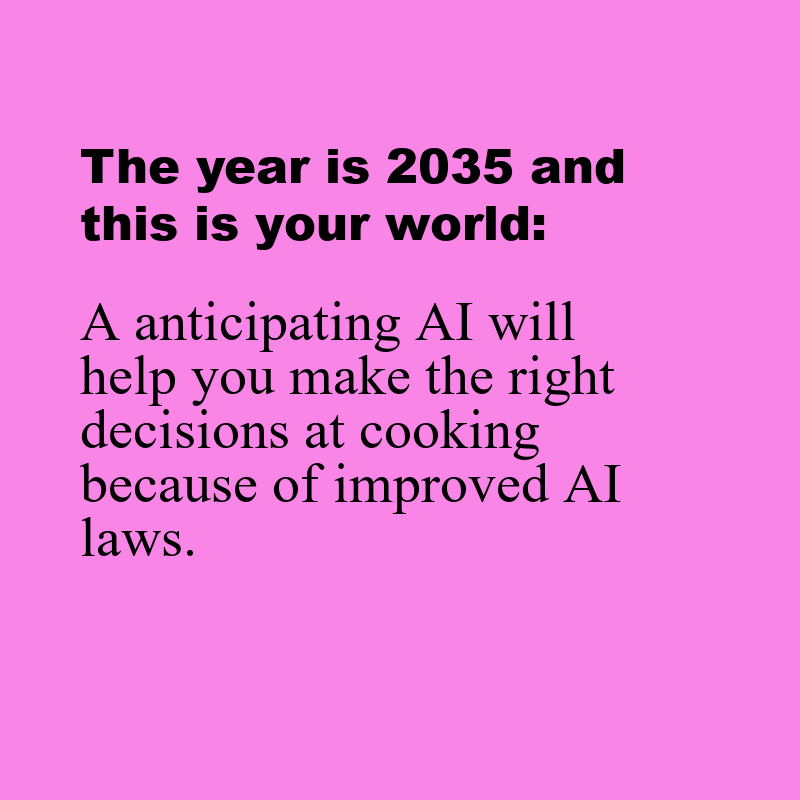 The year is 2035 and
this is your world:
A anticipating AI will
help you make the right
decisions at cooking
because of improved AI
laws.